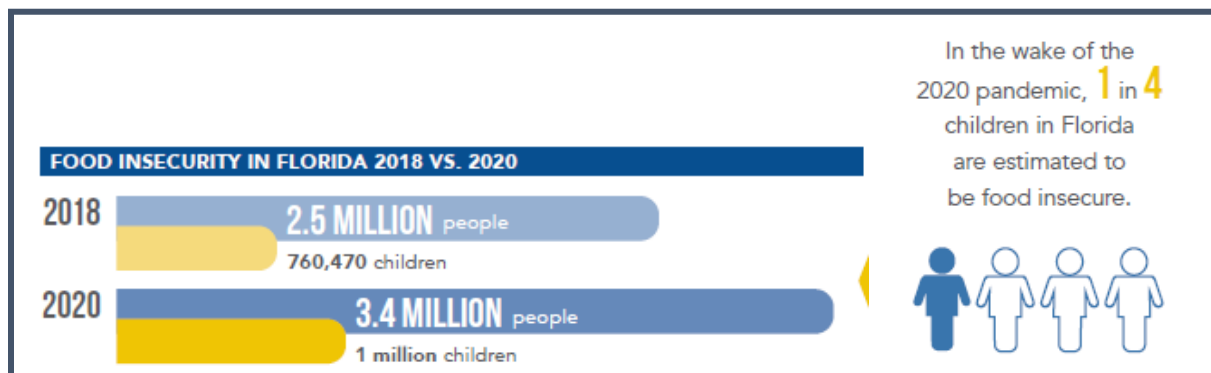 In the wake of the
2020 pandemic, 1 in 4
children in Florida
are estimated to
be food insecure.
FOOD INSECURITY IN FLORIDA 2018 VS. 2020
2018
2.5 MILLION people
760,470 children
2020
3.4 MILLION people
1 million children